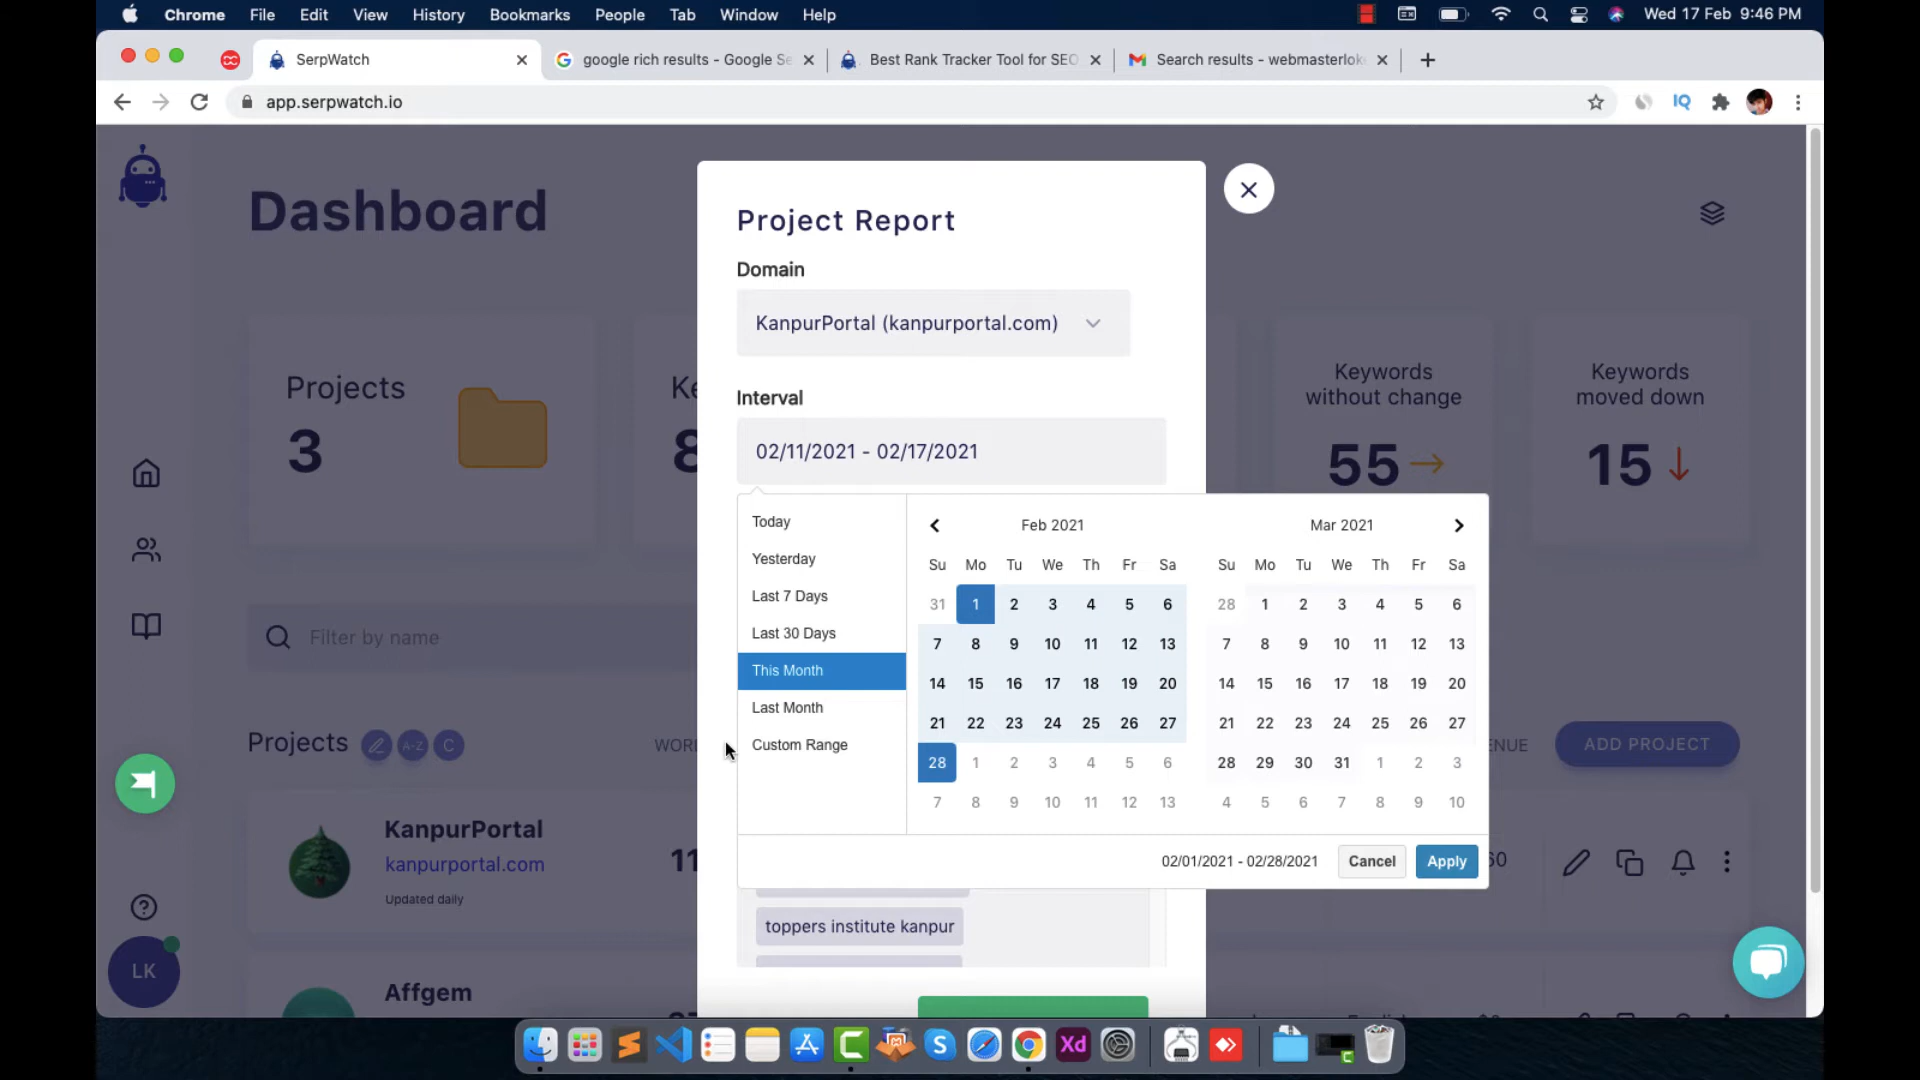 Chrome File Edit View History Bookmarks People Tab Window Help
Wed 17 Feb 9:46 PM
SerpWatch
google rich results - Google Se
Best Rank Tracker Tool for SEO
Search results - webmasterlok
app.serpwatch.io
IQ
Dashboard
Project Report
Domain
KanpurPortal (kanpurportal.com)
Interval
02/11/2021 - 02/17/2021
Projects
3
Ke
8
Keywords
without change
55
Keywords
moved down
15
Filter by name
Today
Yesterday
Last 7 Days
Last 30 Days
This Month
Last Month
Custom Range
Feb 2021
Su Mo Tu We Th Fr Sa
31 1 2 3 4 5 6
7 8 9 10 11 12 13
14 15 16 17 18 19 20
21 22 23 24 25 26 27
28 1 2 3 4 5 6
7 8 9 10 11 12 13
Mar 2021
Su Mo Tu We Th Fr Sa
28 1 2 3 4 5 6
7 8 9 10 11 12 13
14 15 16 17 18 19 20
21 22 23 24 25 26 27
28 29 30 31 1 2 3
4 5 6 7 8 9 10
02/01/2021 - 02/28/2021 Cancel Apply
Projects A-Z C
WOR
ENUE
ADD PROJECT
KanpurPortal
kanpurportal.com
Updated daily
11
60
toppers institute kanpur
Affgem
LK
Xd